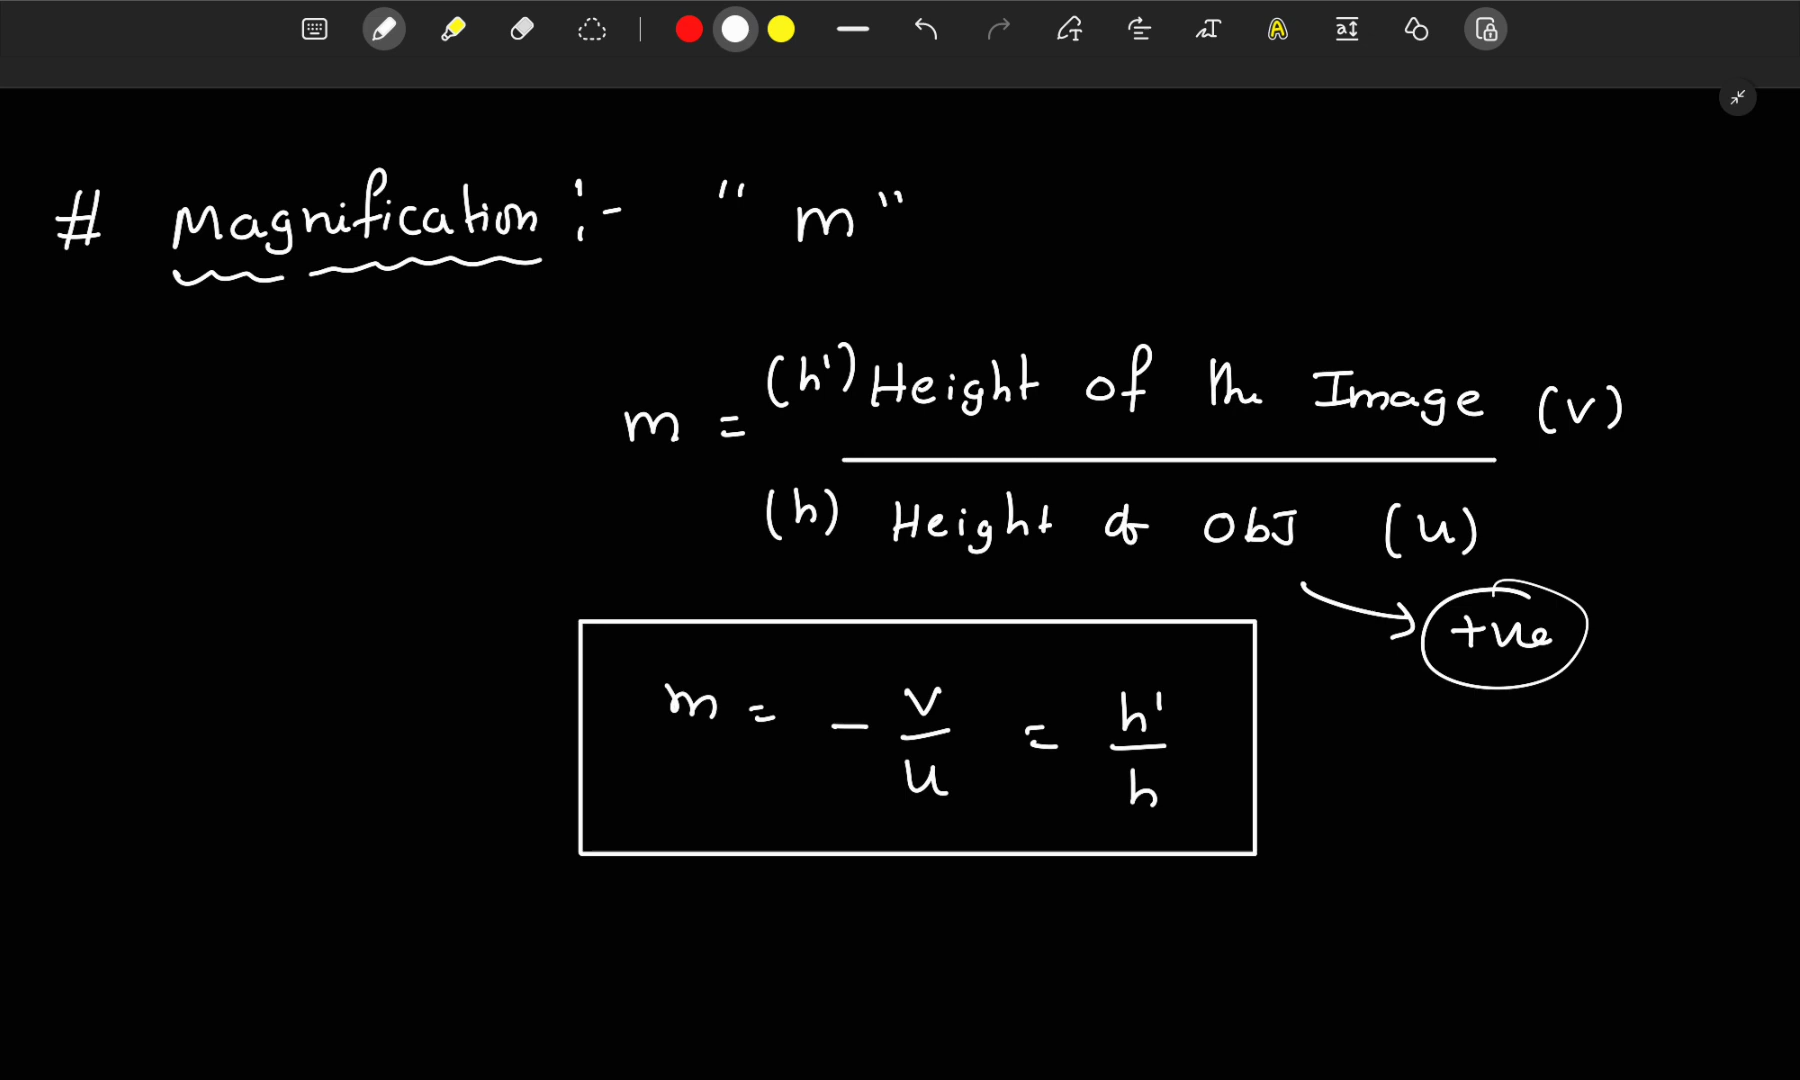 # Magnification :- "m"
m = (h') Height of the Image (v)
(h) Height of Obj (u)
+ve
m = - v/u = h'/h